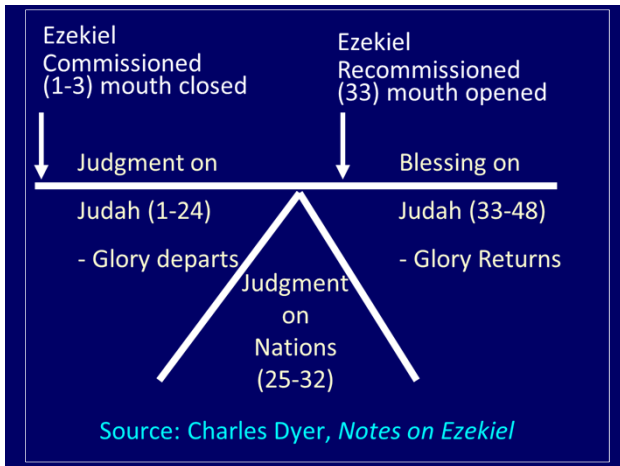 Ezekiel
Commissioned
(1-3) mouth closed
Ezekiel
Recommissioned
(33) mouth opened
Judgment on
Judah (1-24)
- Glory departs
Blessing on
Judah (33-48)
- Glory Returns
Judgment
on
Nations
(25-32)
Source: Charles Dyer, Notes on Ezekiel